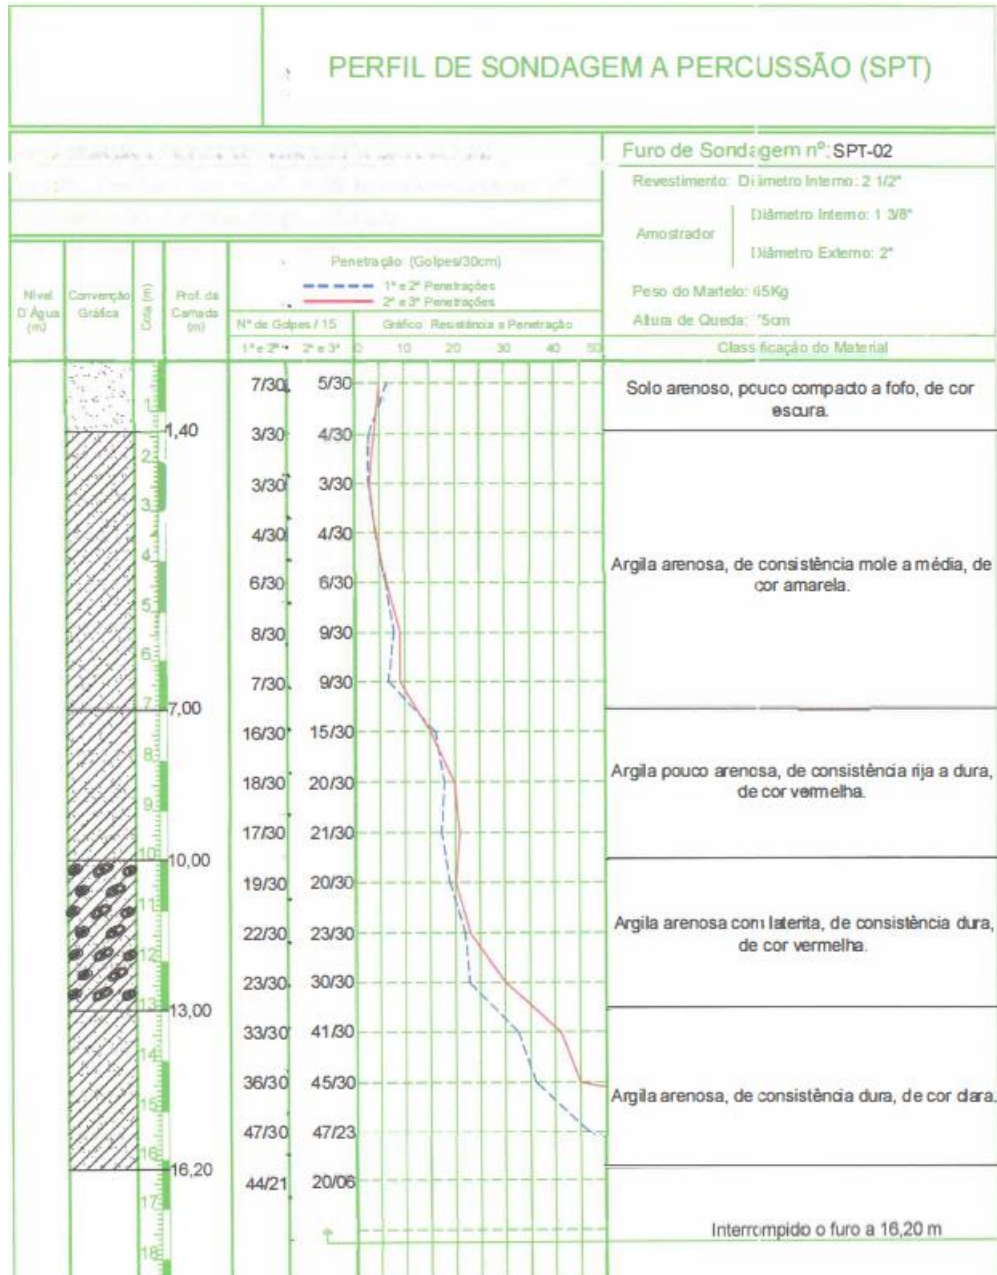 PERFIL DE SONDAGEM A PERCUSSÃO (SPT)
Furo de Sondagem nº: SPT-02
Revestimento: Diâmetro Interno: 2 1/2"
Amostrador
Diâmetro Interno: 1 3/8"
Diâmetro Externo: 2"
Peso do Martelo: 65Kg
Altura de Queda: 75cm
Classificação do Material
Nível D'Água (m)
Convenção Gráfica
Cota (m)
Prof. da Camada (m)
Penetração (Golpes/30cm)
1ª e 2ª Penetrações
2ª e 3ª Penetrações
Nº de Golpes / 15
Gráfico: Resistência a Penetração
1ª e 2ª 2ª e 3ª 0 10 20 30 40 50
7/30 5/30
Solo arenoso, pouco compacto a fofo, de cor
escura.
1
1,40
3/30 4/30
2
3/30 3/30
3
4/30 4/30
4
Argila arenosa, de consistência mole a média, de
cor amarela.
6/30 6/30
5
8/30 9/30
6
7/30 9/30
7
7,00
16/30 15/30
8
Argila pouco arenosa, de consistência rija a dura,
de cor vermelha.
18/30 20/30
9
17/30 21/30
10
10,00
19/30 20/30
11
Argila arenosa com laterita, de consistência dura,
de cor vermelha.
22/30 23/30
12
23/30 30/30
13
13,00
33/30 41/30
14
36/30 45/30
Argila arenosa, de consistência dura, de cor clara.
15
47/30 47/23
16
16,20
44/21 20/06
17
Interrompido o furo a 16,20 m
18